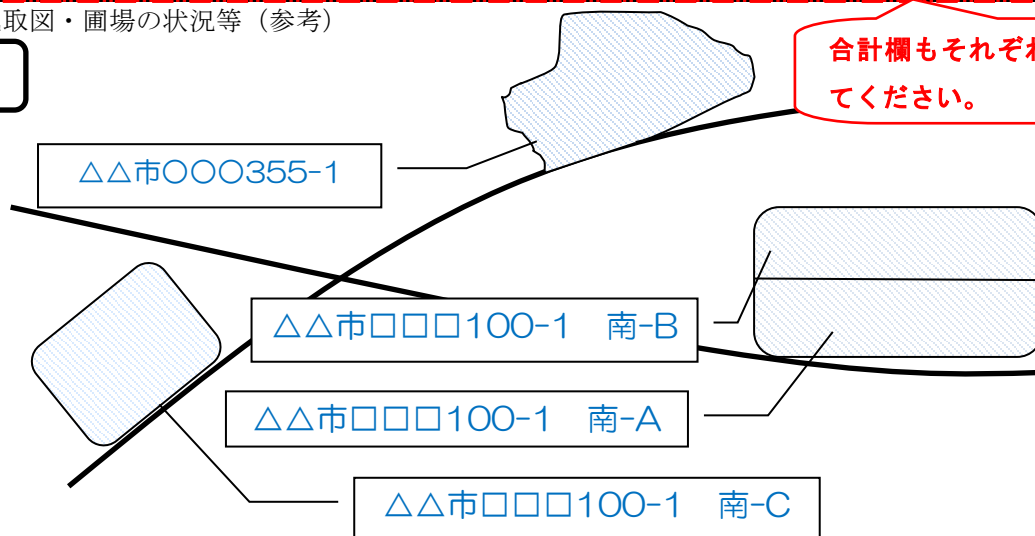 取図・圃場の状況等（参考）
合計欄もそれぞれ
てください。
△△市○○○355-1
△△市□□□100-1　南-B
△△市□□□100-1　南-A
△△市□□□100-1　南-C